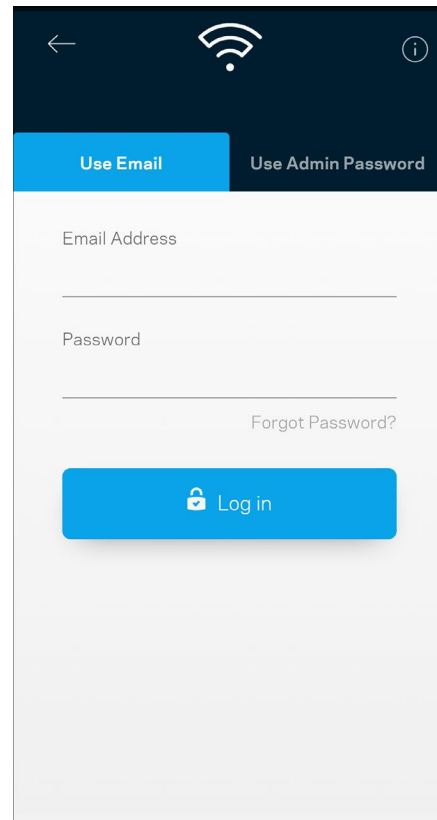 Use Email
Use Admin Password
Email Address
Password
Forgot Password?
Log in